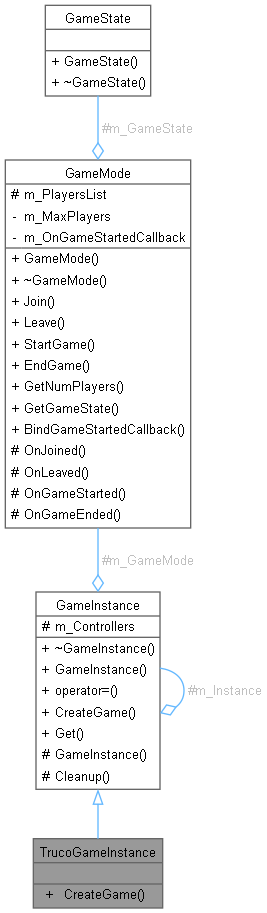 GameState
+ GameState()
+ ~GameState()
#m_GameState
GameMode
# m_PlayersList
- m_MaxPlayers
- m_OnGameStartedCallback
+ GameMode()
+ ~GameMode()
+ Join()
+ Leave()
+ StartGame()
+ EndGame()
+ GetNumPlayers()
+ GetGameState()
+ BindGameStartedCallback()
# OnJoined()
# OnLeaved()
# OnGameStarted()
# OnGameEnded()
#m_GameMode
GameInstance
# m_Controllers
+ ~GameInstance()
+ GameInstance()
+ operator=()
+ CreateGame()
+ Get()
# GameInstance()
# Cleanup()
#m_Instance
TrucoGameInstance
+ CreateGame()